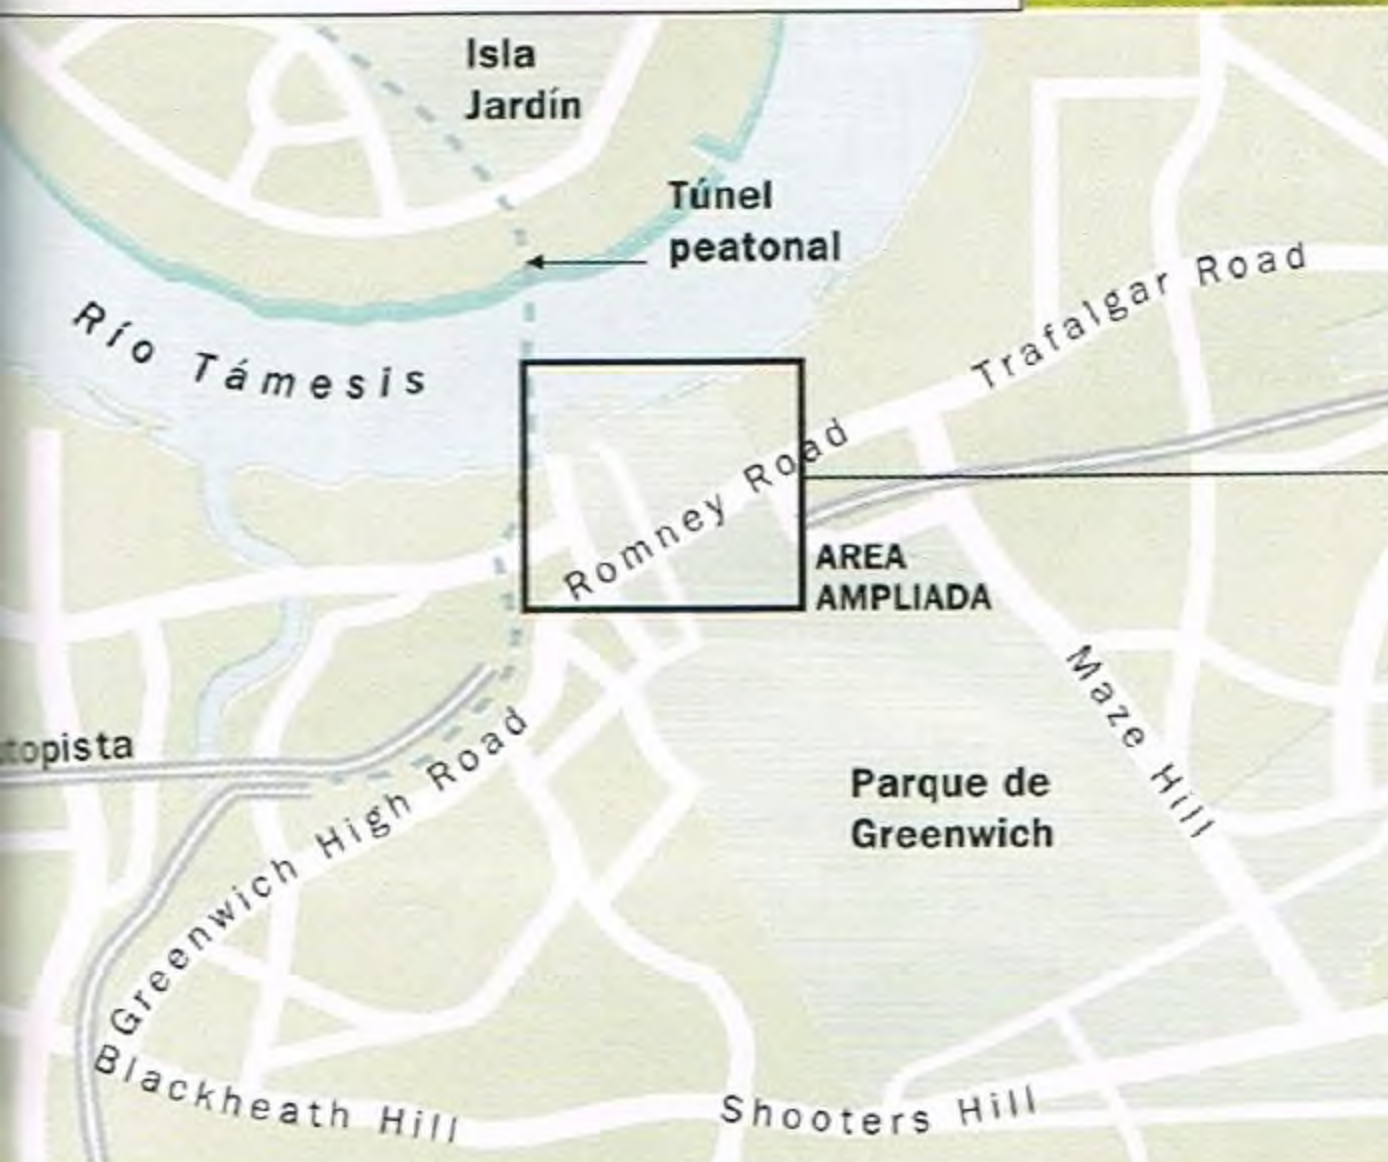 Isla
Jardín
Túnel
peatonal
Río Támesis
Trafalgar Road
Romney Road
AREA
AMPLIADA
Maze Hill
Parque de
Greenwich
Greenwich High Road
Blackheath Hill
Shooters Hill